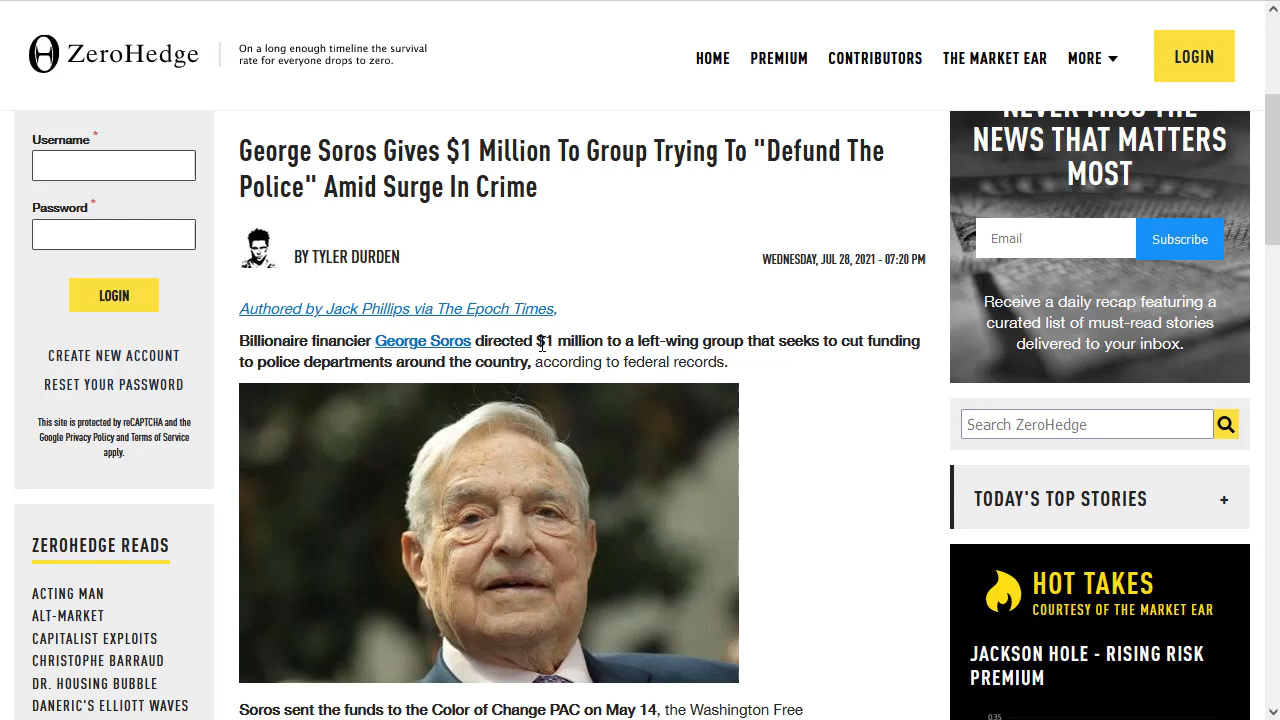 ZeroHedge
On a long enough timeline the survival
rate for everyone drops to zero.
HOME PREMIUM CONTRIBUTORS THE MARKET EAR MORE
LOGIN
Username *
Password *
LOGIN
CREATE NEW ACCOUNT
RESET YOUR PASSWORD
This site is protected by reCAPTCHA and the
Google Privacy Policy and Terms of Service
apply.
ZEROHEDGE READS
ACTING MAN
ALT-MARKET
CAPITALIST EXPLOITS
CHRISTOPHE BARRAUD
DR. HOUSING BUBBLE
DANERIC'S ELLIOTT WAVES
George Soros Gives $1 Million To Group Trying To "Defund The
Police" Amid Surge In Crime
BY TYLER DURDEN
WEDNESDAY, JUL 28, 2021 - 07:20 PM
Authored by Jack Phillips via The Epoch Times,
Billionaire financier George Soros directed $1 million to a left-wing group that seeks to cut funding
to police departments around the country, according to federal records.
Soros sent the funds to the Color of Change PAC on May 14, the Washington Free
NEVER MISS THE
NEWS THAT MATTERS
MOST
Email
Subscribe
Receive a daily recap featuring a
curated list of must-read stories
delivered to your inbox.
Search ZeroHedge
TODAY'S TOP STORIES +
HOT TAKES
COURTESY OF THE MARKET EAR
JACKSON HOLE - RISING RISK
PREMIUM
0.35